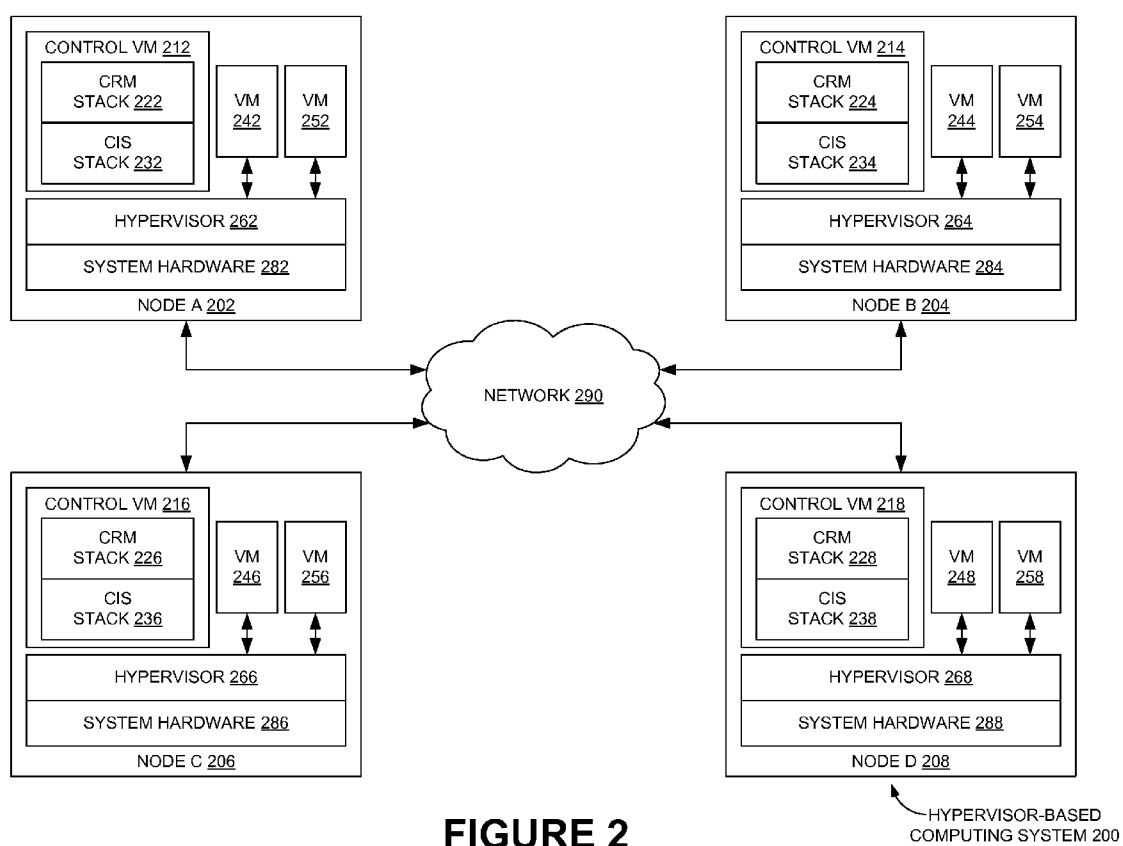 CONTROL VM 212
CRM
STACK 222
CIS
STACK 232
VM
242
VM
252
HYPERVISOR 262
SYSTEM HARDWARE 282
NODE A 202
CONTROL VM 214
CRM
STACK 224
CIS
STACK 234
VM
244
VM
254
HYPERVISOR 264
SYSTEM HARDWARE 284
NODE B 204
NETWORK 290
CONTROL VM 216
CRM
STACK 226
CIS
STACK 236
VM
246
VM
256
HYPERVISOR 266
SYSTEM HARDWARE 286
NODE C 206
CONTROL VM 218
CRM
STACK 228
CIS
STACK 238
VM
248
VM
258
HYPERVISOR 268
SYSTEM HARDWARE 288
NODE D 208
HYPERVISOR-BASED
COMPUTING SYSTEM 200
FIGURE 2